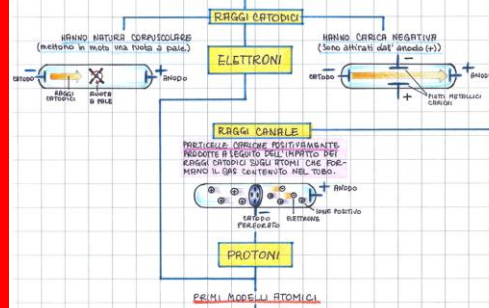 RAGGI CATODICI
HANNO NATURA CORPUSCOLARE
(mettono in moto una ruota a pale)
HANNO CARICA NEGATIVA
(sono attirati dall'anodo (+))
ELETTRONI
CATODO
-
+
ANODO
RAGGI
CATODICI
RUOTA
A PALE
-
CATODO
-
+
ANODO
+
PIATTI METALLICI
CARICHI
RAGGI CANALE
PARTICELLE CARICHE POSITIVAMENTE
PRODOTTE A SEGUITO DELL'IMPATTO DEI
RAGGI CATODICI SUGLI ATOMI CHE FOR-
MANO IL GAS CONTENUTO NEL TUBO.
+ ANODO
IONE POSITIVO
-
CATODO
PERFORATO
ELETTRONE
PROTONI
PRIMI MODELLI ATOMICI